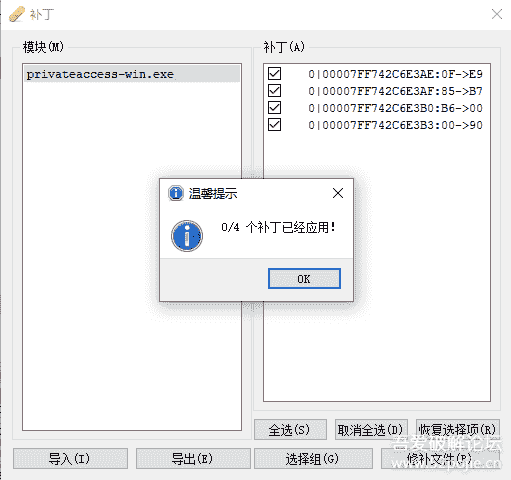 补丁
模块(M)
补丁(A)
privateaccess-win.exe
0|00007FF742C6E3AE:0F->E9
0|00007FF742C6E3AF:85->B7
0|00007FF742C6E3B0:B6->00
0|00007FF742C6E3B3:00->90
温馨提示
0/4 个补丁已经应用!
OK
全选(S)
取消全选(D)
恢复选择项(R)
导入(I)
导出(E)
选择组(G)
修补文件(P)
吾爱破解论坛
www.52pojie.cn